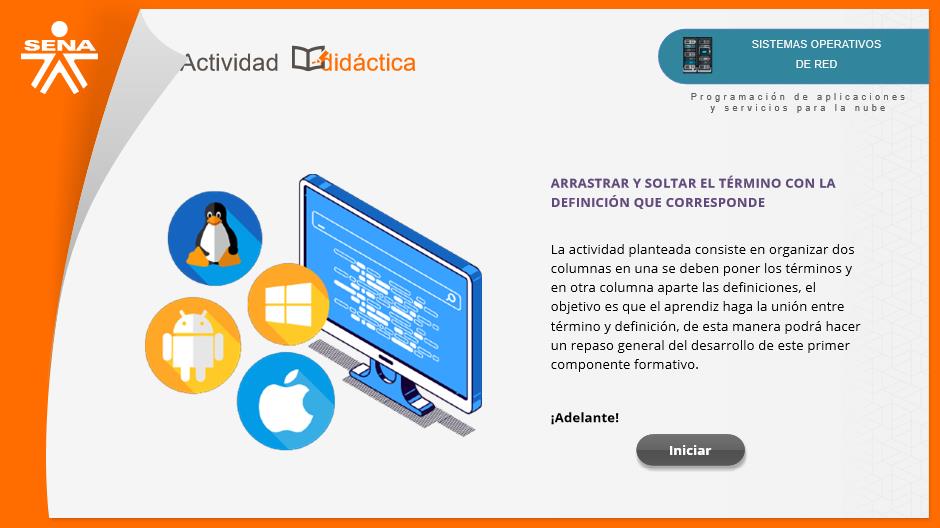 SENA
Actividad didáctica
SISTEMAS OPERATIVOS
DE RED
Programación de aplicaciones
y servicios para la nube
ARRASTRAR Y SOLTAR EL TÉRMINO CON LA
DEFINICIÓN QUE CORRESPONDE
La actividad planteada consiste en organizar dos
columnas en una se deben poner los términos y
en otra columna aparte las definiciones, el
objetivo es que el aprendiz haga la unión entre
término y definición, de esta manera podrá hacer
un repaso general del desarrollo de este primer
componente formativo.
¡Adelante!
Iniciar